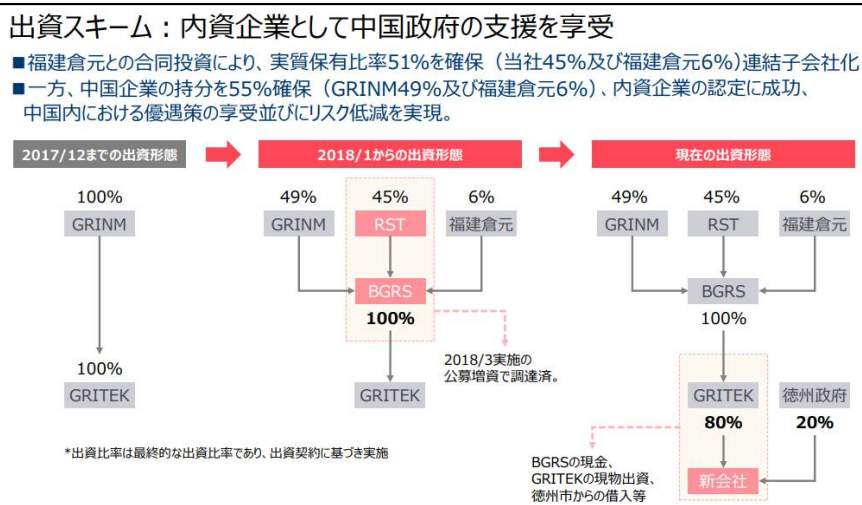 出資スキーム：内資企業として中国政府の支援を享受
■福建倉元との合同投資により、実質保有比率51%を確保（当社45%及び福建倉元6%）連結子会社化
■一方、中国企業の持分を55%確保（GRINM49%及び福建倉元6%）、内資企業の認定に成功、
中国内における優遇策の享受並びにリスク低減を実現。
2017/12までの出資形態
2018/1からの出資形態
現在の出資形態
100%
GRINM
100%
GRITEK
49% 45% 6%
GRINM RST 福建倉元
BGRS
100%
2018/3実施の
公募増資で調達済。
GRITEK
49% 45% 6%
GRINM RST 福建倉元
BGRS
100%
GRITEK 徳州政府
80% 20%
新会社
BGRSの現金、
GRITEKの現物出資、
徳州市からの借入等
*出資比率は最終的な出資比率であり、出資契約に基づき実施